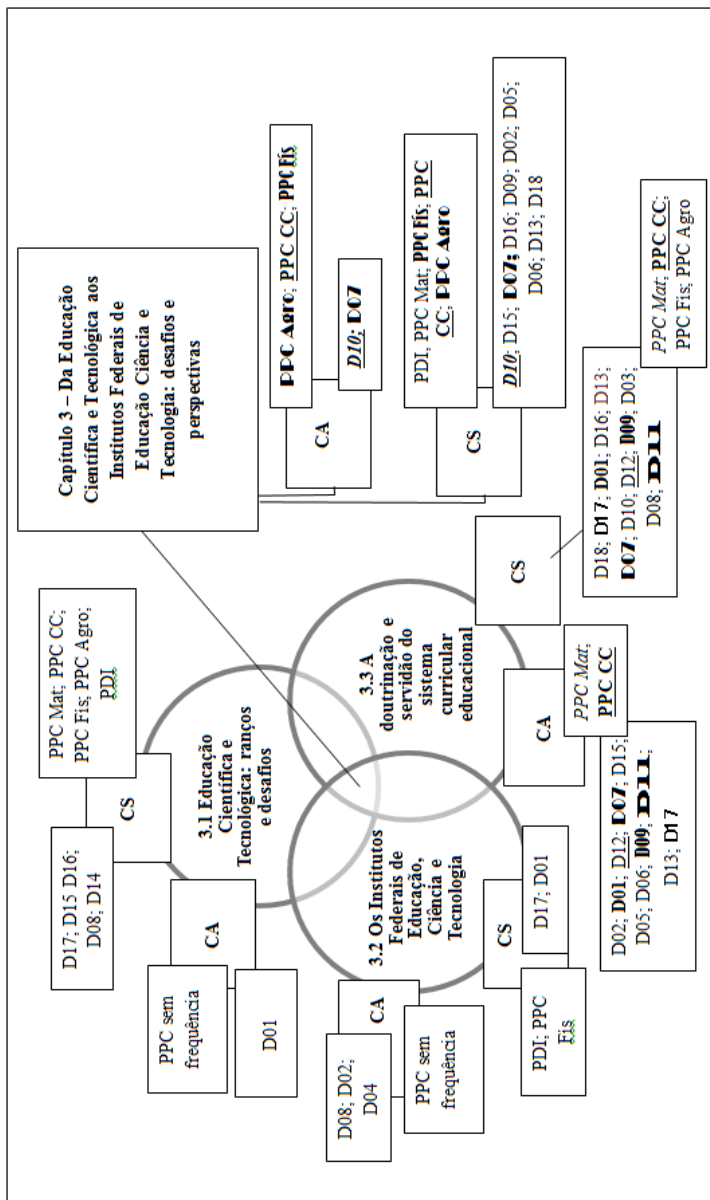 Capítulo 3 – Da Educação
Científica e Tecnológica aos
Institutos Federais de
Educação Ciência e
Tecnologia: desafios e
perspectivas
PPC Mat; PPC CC;
PPC Fis; PPC Agro;
PDI
CS
D17; D15 D16;
D08; D14
3.1 Educação
Científica e
Tecnológica: ranços
e desafios
CA
PPC sem
frequência
D01
3.2 Os Institutos
Federais de
Educação,
Ciência e
Tecnologia
CA
D08; D02;
D04
PPC sem
frequência
CS
D17; D01
PDI; PPC
Fis
3.3 A
doutrinação e
servidão do
sistema
curricular
educacional
CA
PPC Mat;
PPC CC
D02; D01; D12; D07; D15;
D05; D06; D09; D11;
D13; D17
CS
D18; D17; D01; D16; D13;
D07; D10; D12; D09; D03;
D08; D11
PPC Mat; PPC CC;
PPC Fis; PPC Agro
CA
PPC Agro; PPC CC; PPC Fis
D10; D07
CS
PDI, PPC Mat; PPC Fis; PPC
CC; PPC Agro
D10; D15; D07; D16; D09; D02; D05;
D06; D13; D18